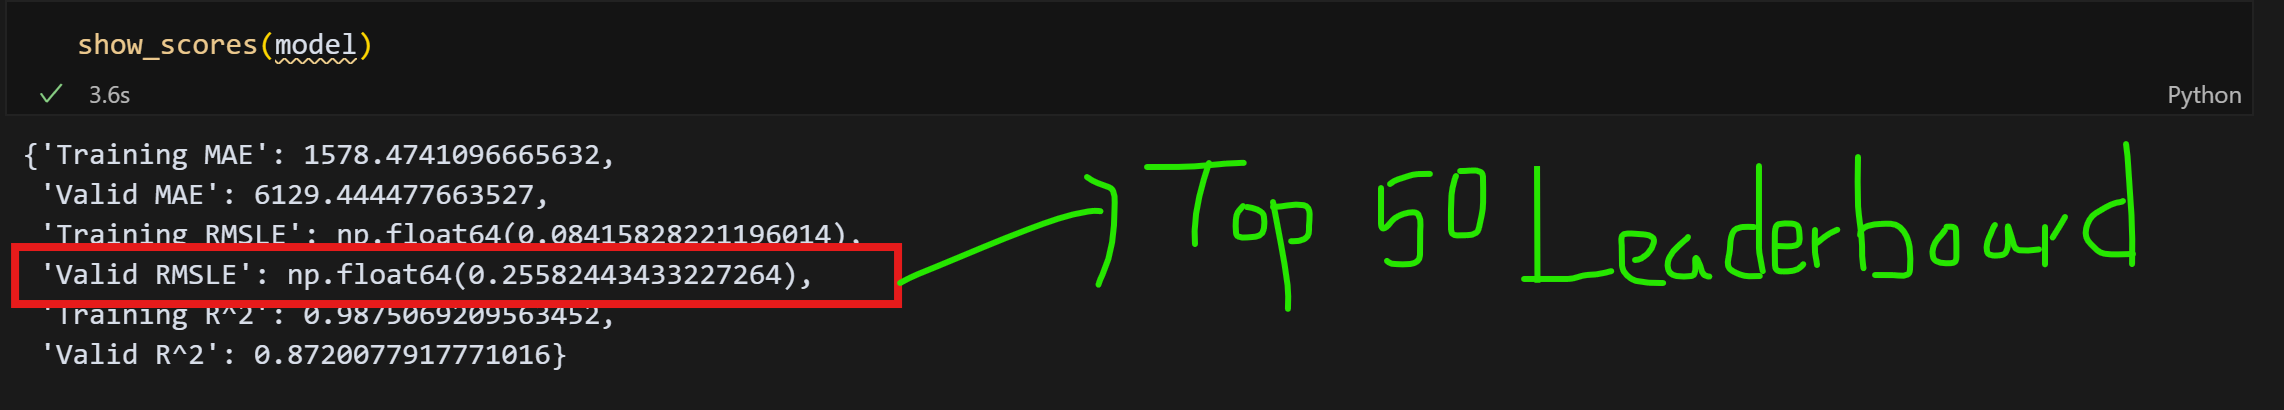 show_scores(model)
3.6s
Python
{'Training MAE': 1578.4741096665632,
'Valid MAE': 6129.444477663527,
'Training RMSLE': np.float64(0.08415828221196014),
'Valid RMSLE': np.float64(0.25582443433227264),
'Training R^2': 0.9875069209563452,
'Valid R^2': 0.8720077917771016}
Top 50 Leaderboard